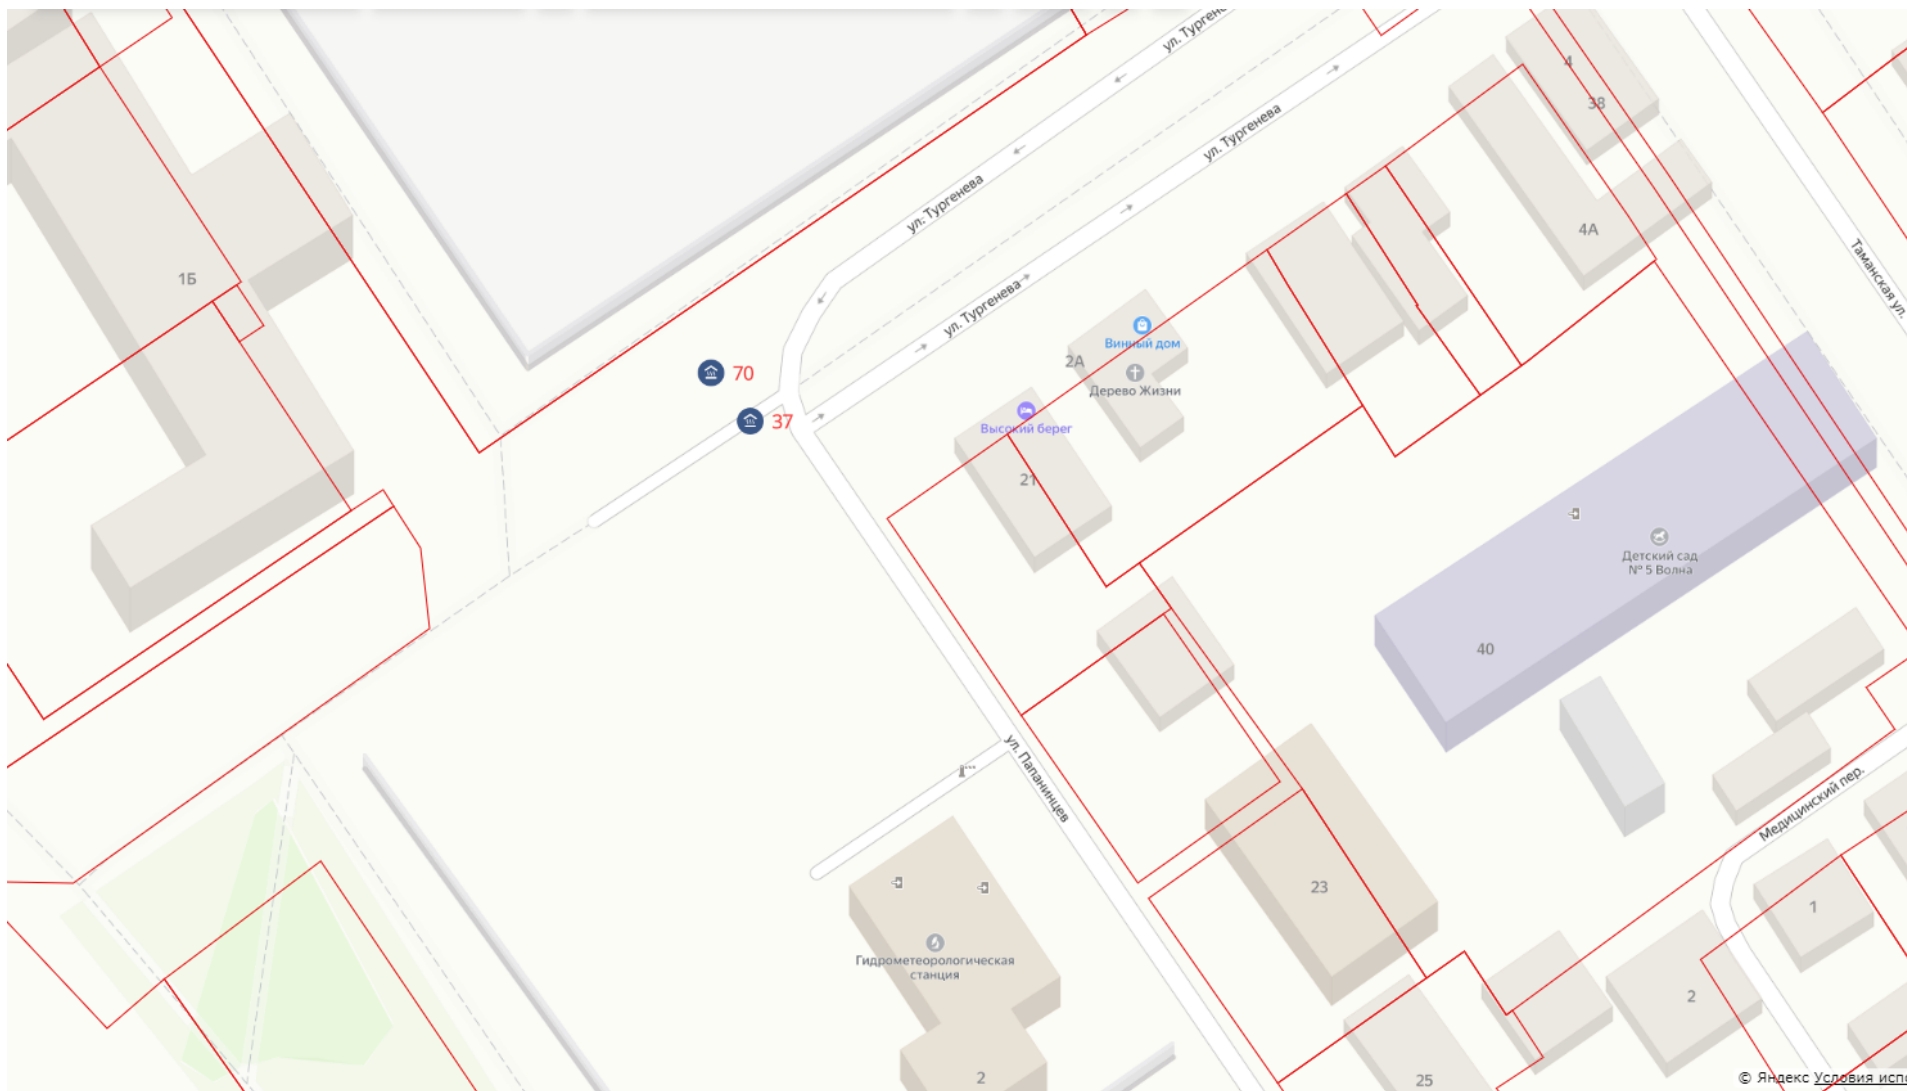 ул. Тургене
4
38
ул. Тургенева
ул. Тургенева
4А
Таманская ул.
1Б
ул. Тургенева
Винный дом
2А
70
Дерево Жизни
37
Высокий берег
21
Детский сад
№ 5 Волна
40
ул. Папанинцев
Медицинский пер.
23
1
Гидрометеорологическая
станция
2
2
25
© Яндекс Условия испо